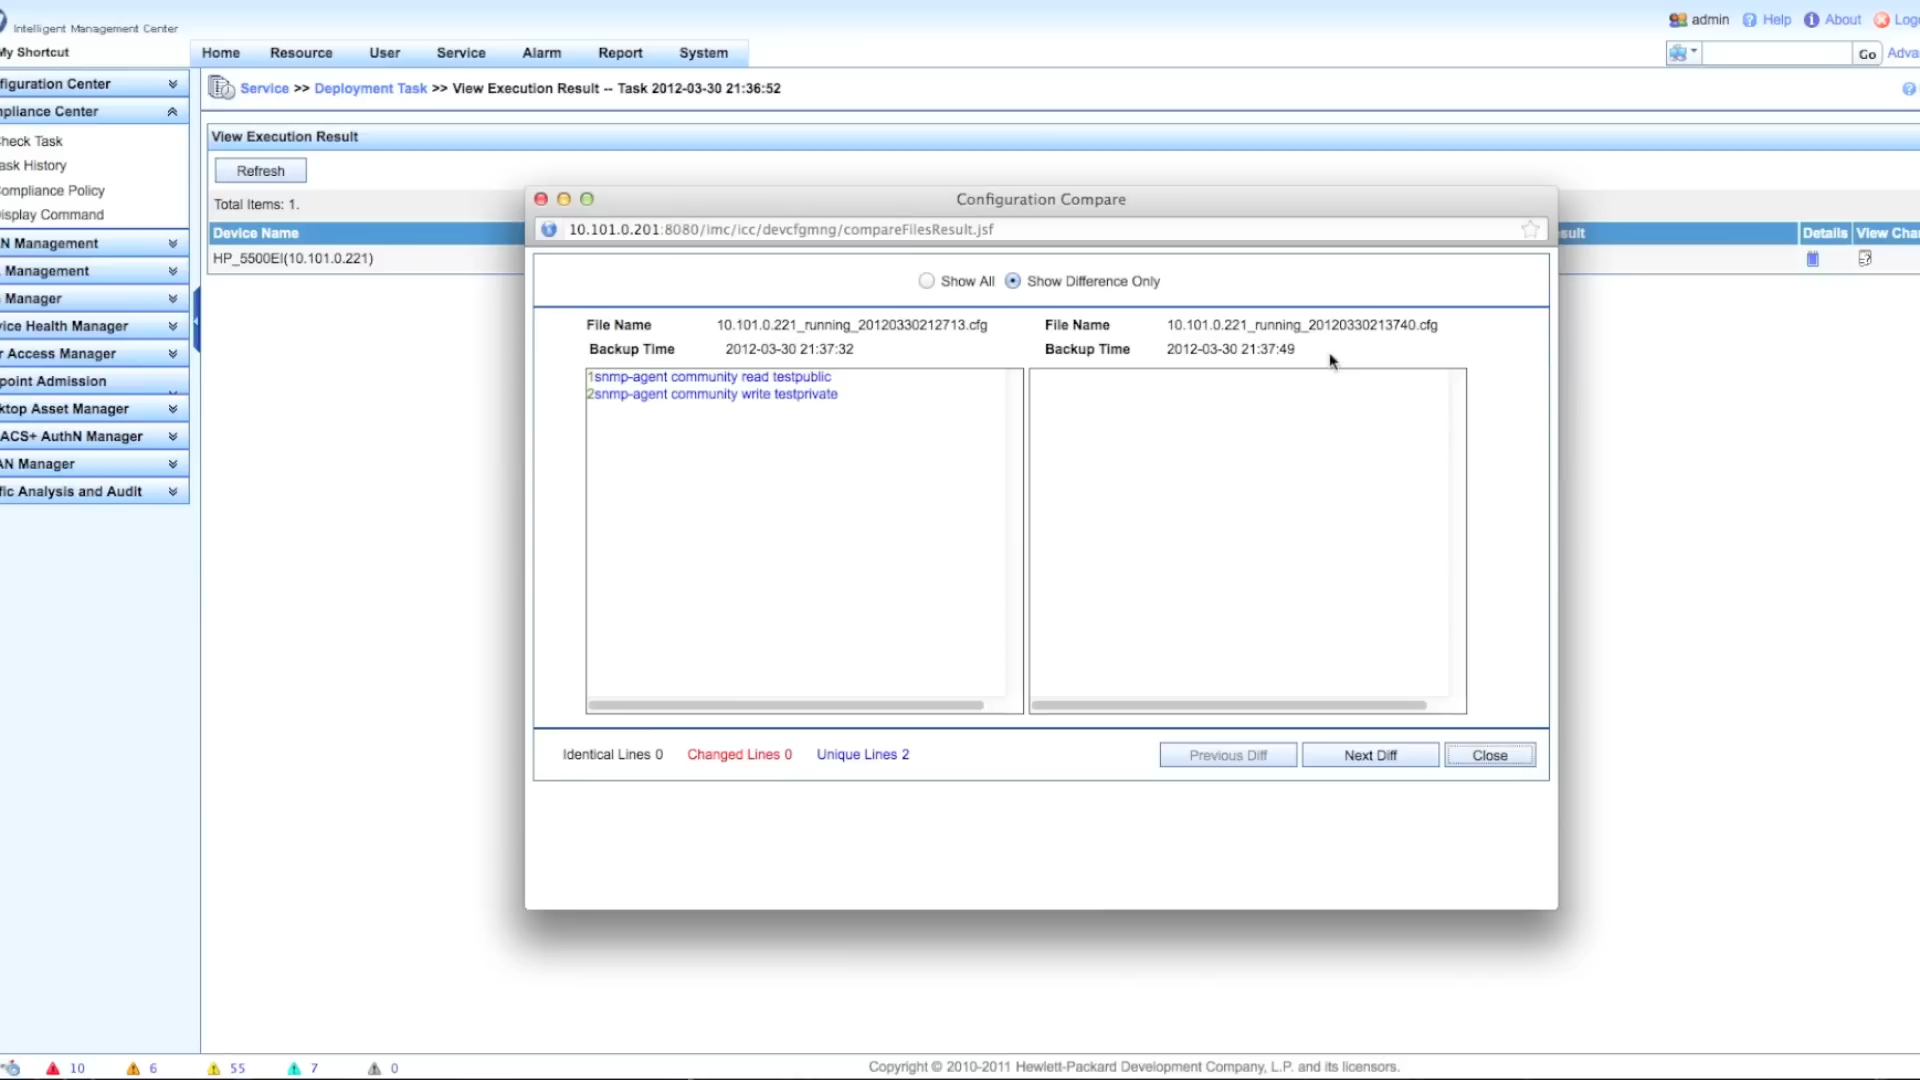 Intelligent Management Center
admin Help About
My Shortcut
Home Resource User Service Alarm Report System
Go
Service >> Deployment Task >> View Execution Result -- Task 2012-03-30 21:36:52
figuration Center
pliance Center
heck Task
ask History
ompliance Policy
isplay Command
N Management
Management
Manager
vice Health Manager
r Access Manager
point Admission
ktop Asset Manager
ACS+ AuthN Manager
AN Manager
fic Analysis and Audit
View Execution Result
Refresh
Total Items: 1.
Device Name
sult Details View Char
HP_5500EI(10.101.0.221)
Configuration Compare
10.101.0.201:8080/imc/icc/devcfgmng/compareFilesResult.jsf
Show All Show Difference Only
File Name 10.101.0.221_running_20120330212713.cfg File Name 10.101.0.221_running_20120330213740.cfg
Backup Time 2012-03-30 21:37:32 Backup Time 2012-03-30 21:37:49
1snmp-agent community read testpublic
2snmp-agent community write testprivate
Identical Lines 0 Changed Lines 0 Unique Lines 2 Previous Diff Next Diff Close
10 6 55 7 0
Copyright © 2010-2011 Hewlett-Packard Development Company, L.P. and its licensors.